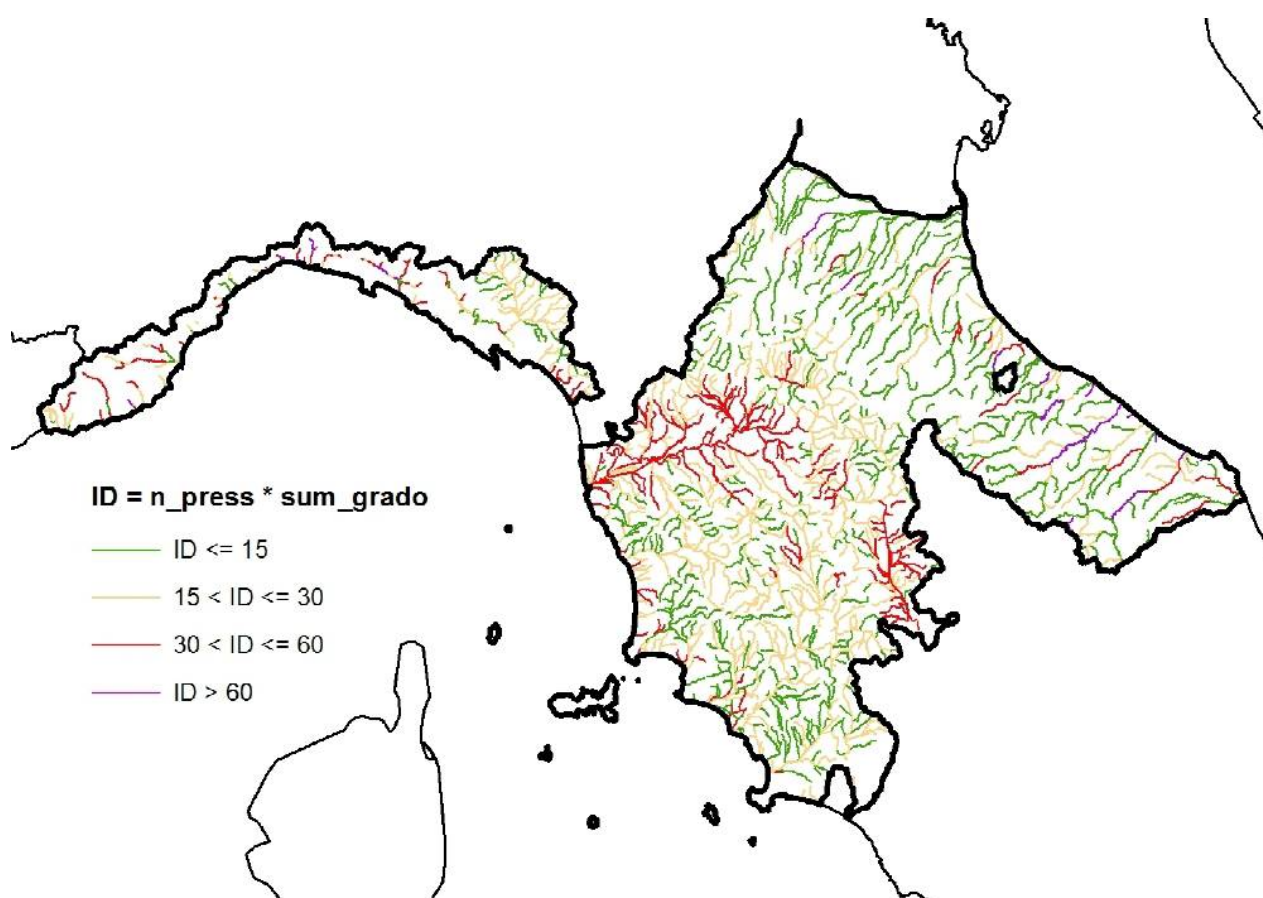 ID = n_press * sum_grado
ID <= 15
15 < ID <= 30
30 < ID <= 60
ID > 60